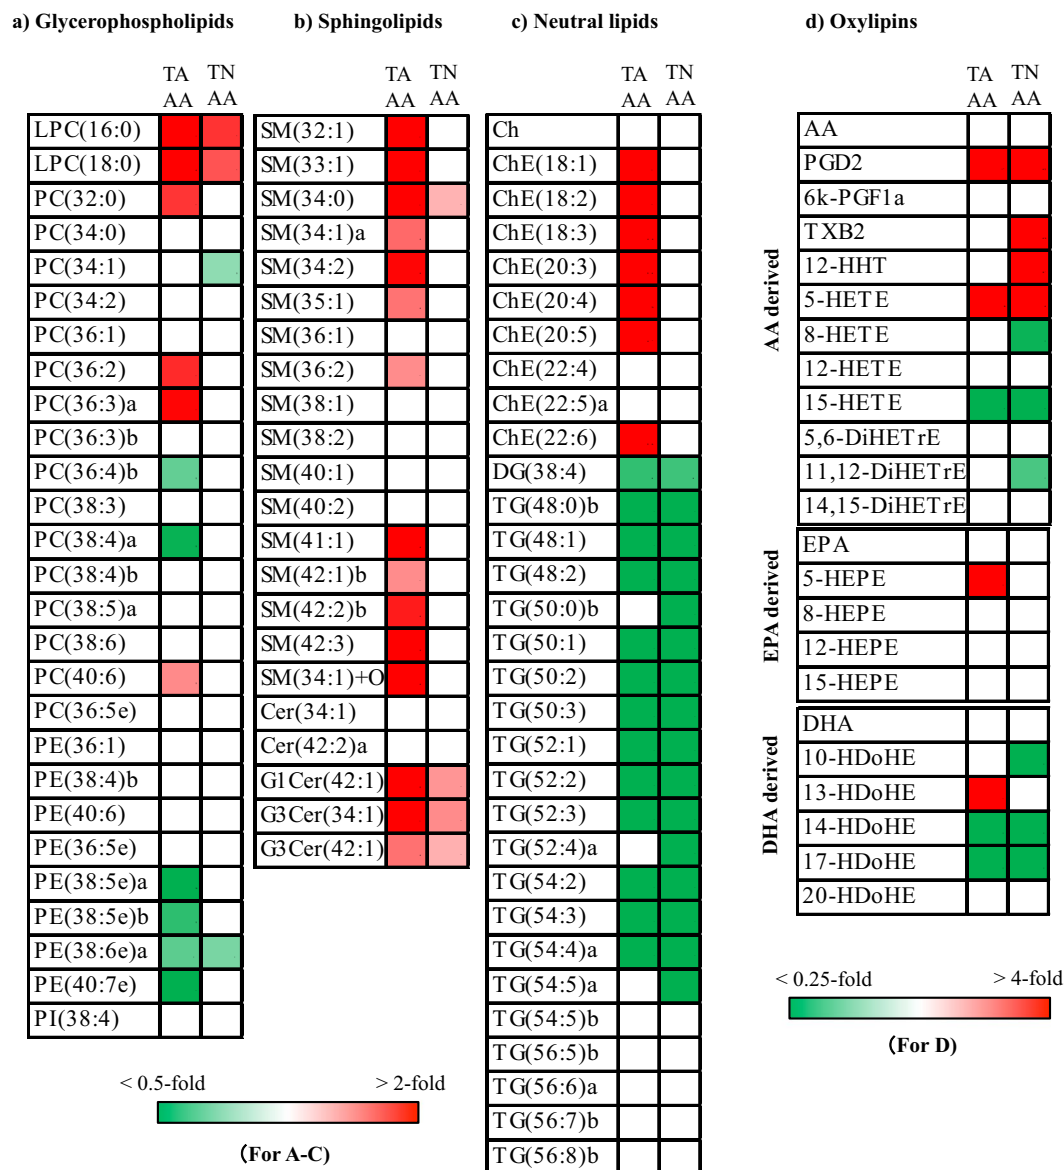 a) Glycerophospholipids
TA TN
AA AA
LPC(16:0)
LPC(18:0)
PC(32:0)
PC(34:0)
PC(34:1)
PC(34:2)
PC(36:1)
PC(36:2)
PC(36:3)a
PC(36:3)b
PC(36:4)b
PC(38:3)
PC(38:4)a
PC(38:4)b
PC(38:5)a
PC(38:6)
PC(40:6)
PC(36:5e)
PE(36:1)
PE(38:4)b
PE(40:6)
PE(36:5e)
PE(38:5e)a
PE(38:5e)b
PE(38:6e)a
PE(40:7e)
PI(38:4)
b) Sphingolipids
TA TN
AA AA
SM(32:1)
SM(33:1)
SM(34:0)
SM(34:1)a
SM(34:2)
SM(35:1)
SM(36:1)
SM(36:2)
SM(38:1)
SM(38:2)
SM(40:1)
SM(40:2)
SM(41:1)
SM(42:1)b
SM(42:2)b
SM(42:3)
SM(34:1)+O
Cer(34:1)
Cer(42:2)a
G1Cer(42:1)
G3Cer(34:1)
G3Cer(42:1)
c) Neutral lipids
TA TN
AA AA
Ch
ChE(18:1)
ChE(18:2)
ChE(18:3)
ChE(20:3)
ChE(20:4)
ChE(20:5)
ChE(22:4)
ChE(22:5)a
ChE(22:6)
DG(38:4)
TG(48:0)b
TG(48:1)
TG(48:2)
TG(50:0)b
TG(50:1)
TG(50:2)
TG(50:3)
TG(52:1)
TG(52:2)
TG(52:3)
TG(52:4)a
TG(54:2)
TG(54:3)
TG(54:4)a
TG(54:5)a
TG(54:5)b
TG(56:5)b
TG(56:6)a
TG(56:7)b
TG(56:8)b
d) Oxylipins
TA TN
AA AA
AA derived
AA
PGD2
6k-PGF1a
TXB2
12-HHT
5-HETE
8-HETE
12-HETE
15-HETE
5,6-DiHETrE
11,12-DiHETrE
14,15-DiHETrE
EPA derived
EPA
5-HEPE
8-HEPE
12-HEPE
15-HEPE
DHA derived
DHA
10-HDoHE
13-HDoHE
14-HDoHE
17-HDoHE
20-HDoHE
< 0.25-fold > 4-fold
(For D)
< 0.5-fold > 2-fold
(For A-C)